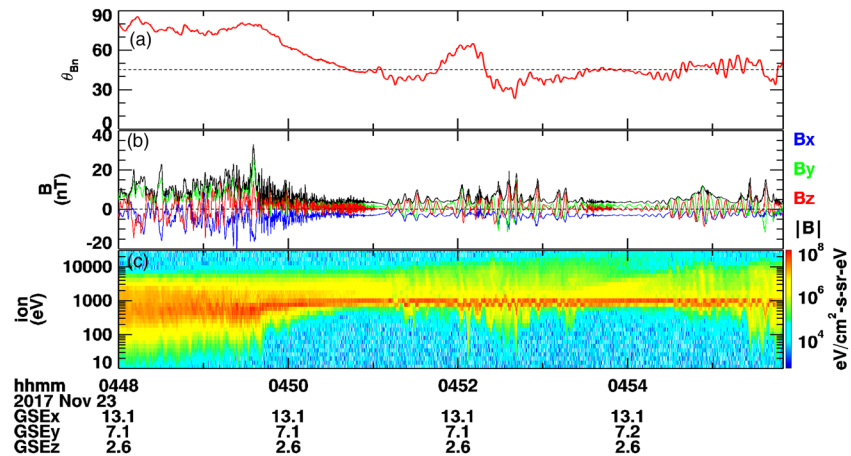 90
(a)
60
θBn
30
0
40
(b)
Bx
20
By
B
(nT)
Bz
0
|B|
-20
(c)
10^8
10000
ion
(eV)
1000
10^6
100
10^4
10
eV/cm²-s-sr-eV
hhmm 0448 0450 0452 0454
2017 Nov 23
GSEx 13.1 13.1 13.1 13.1
GSEy 7.1 7.1 7.1 7.2
GSEz 2.6 2.6 2.6 2.6